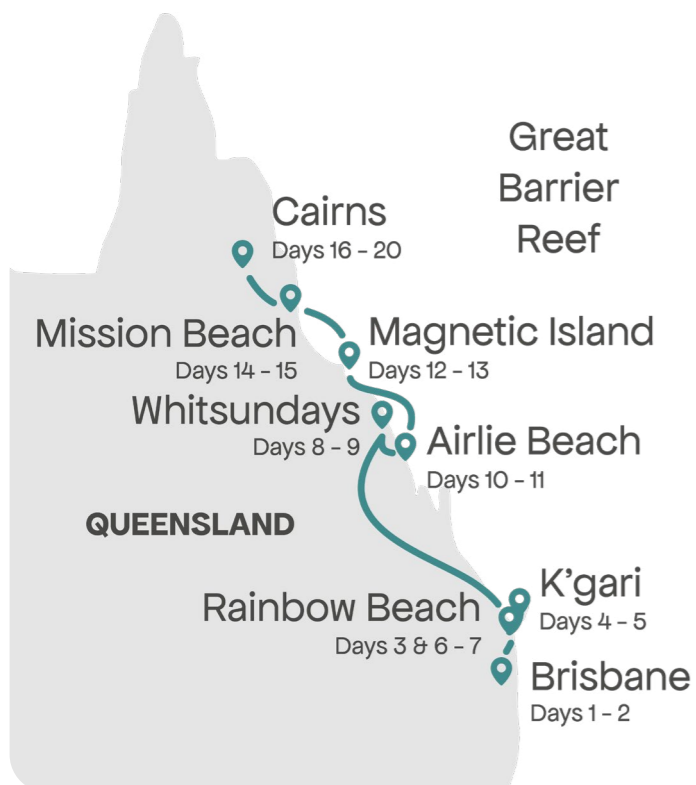 Great
Barrier
Reef
Cairns
Days 16 – 20
Mission Beach
Days 14 – 15
Magnetic Island
Days 12 – 13
Whitsundays
Days 8 – 9
Airlie Beach
Days 10 – 11
QUEENSLAND
K’gari
Days 4 – 5
Rainbow Beach
Days 3 & 6 – 7
Brisbane
Days 1 – 2